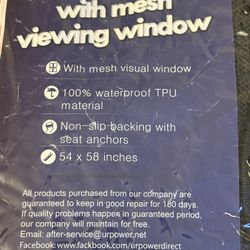 with mesh
viewing window
With mesh visual window
100% waterproof TPU
material
Non-slip backing with
seat anchors
54 x 58 inches
All products purchased from our company are
guaranteed to keep in good repair for 180 days.
If quality problems happen in guaranteed period,
our company will maintain for free.
Email: after-service@urpower.net
Facebook: www.fackbook.com/urpowerdirect